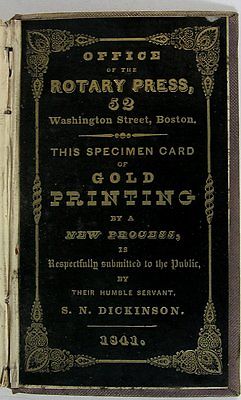 OFFICE
OF THE
ROTARY PRESS,
52
Washington Street, Boston.
THIS SPECIMEN CARD
OF
GOLD
PRINTING
BY A
NEW PROCESS,
IS
Respectfully submitted to the Public,
BY
THEIR HUMBLE SERVANT,
S. N. DICKINSON.
1841.